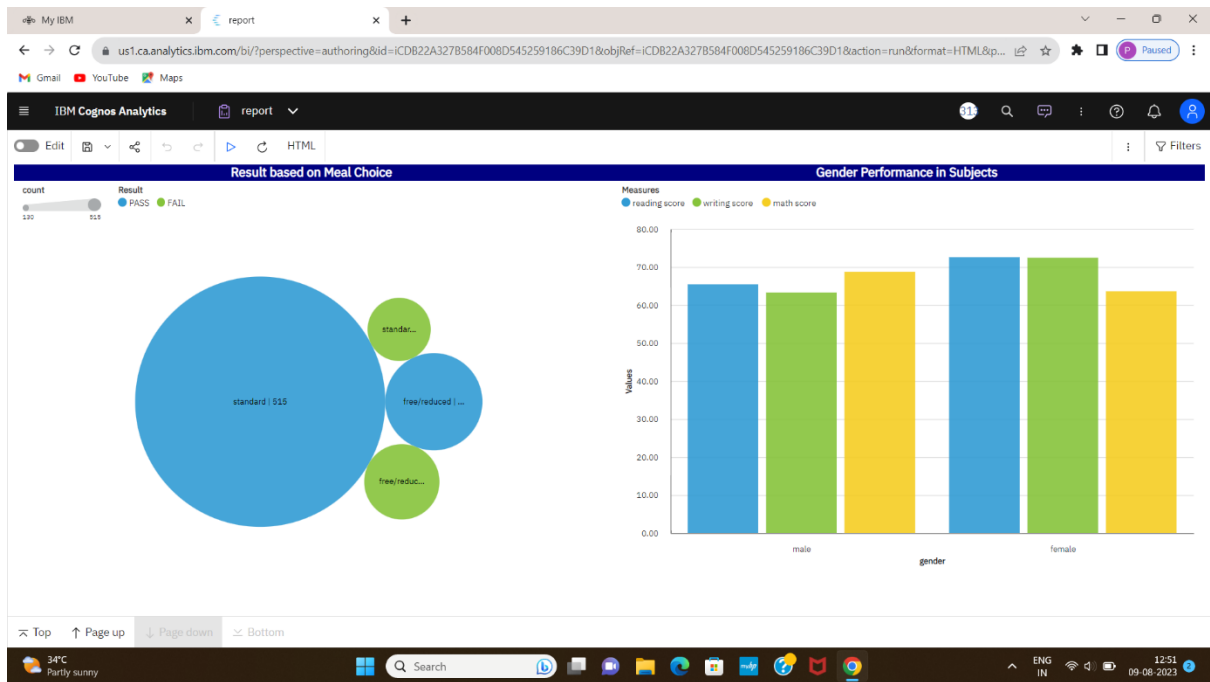 My IBM
report
us1.ca.analytics.ibm.com/bi/?perspective=authoring&id=iCDB22A327B584F008D545259186C39D1&objRef=iCDB22A327B584F008D545259186C39D1&action=run&format=HTML&p...
P Paused
Gmail YouTube Maps
IBM Cognos Analytics report
Edit HTML Filters
Result based on Meal Choice
count Result
PASS FAIL
130 515
standard | 515
standar...
free/reduced | ...
free/reduc...
Gender Performance in Subjects
Measures
reading score writing score math score
80.00
70.00
60.00
50.00
40.00
30.00
20.00
10.00
0.00
Values
male female
gender
Top Page up Page down Bottom
34°C
Partly sunny
Search
ENG
IN
12:51
09-08-2023
2